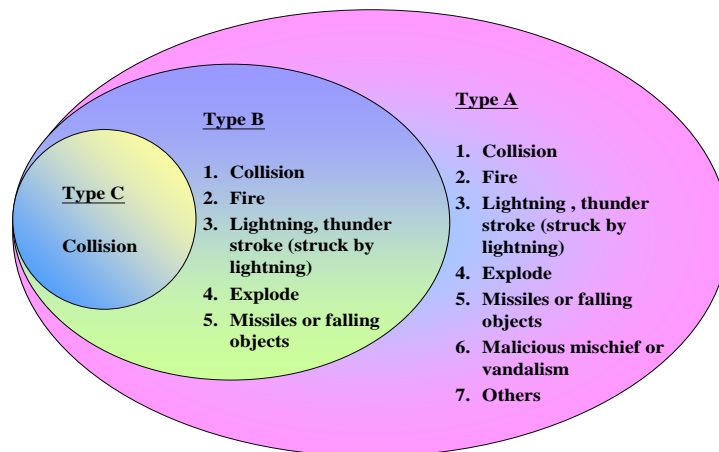 Type C
Collision
Type B
1. Collision
2. Fire
3. Lightning, thunder
stroke (struck by
lightning)
4. Explode
5. Missiles or falling
objects
Type A
1. Collision
2. Fire
3. Lightning , thunder
stroke (struck by
lightning)
4. Explode
5. Missiles or falling
objects
6. Malicious mischief or
vandalism
7. Others